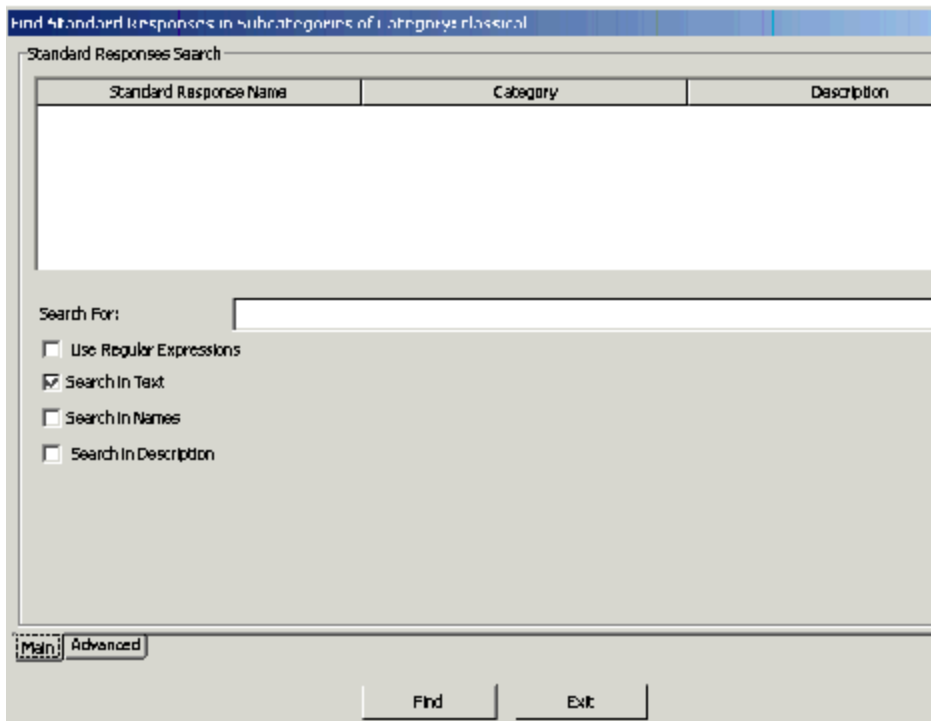 Find Standard Responses in Subcategories of Category: classical
Standard Responses Search
Standard Response Name Category Description
Search For:
Use Regular Expressions
Search in Text
Search in Names
Search in Description
Main Advanced
Find Exit